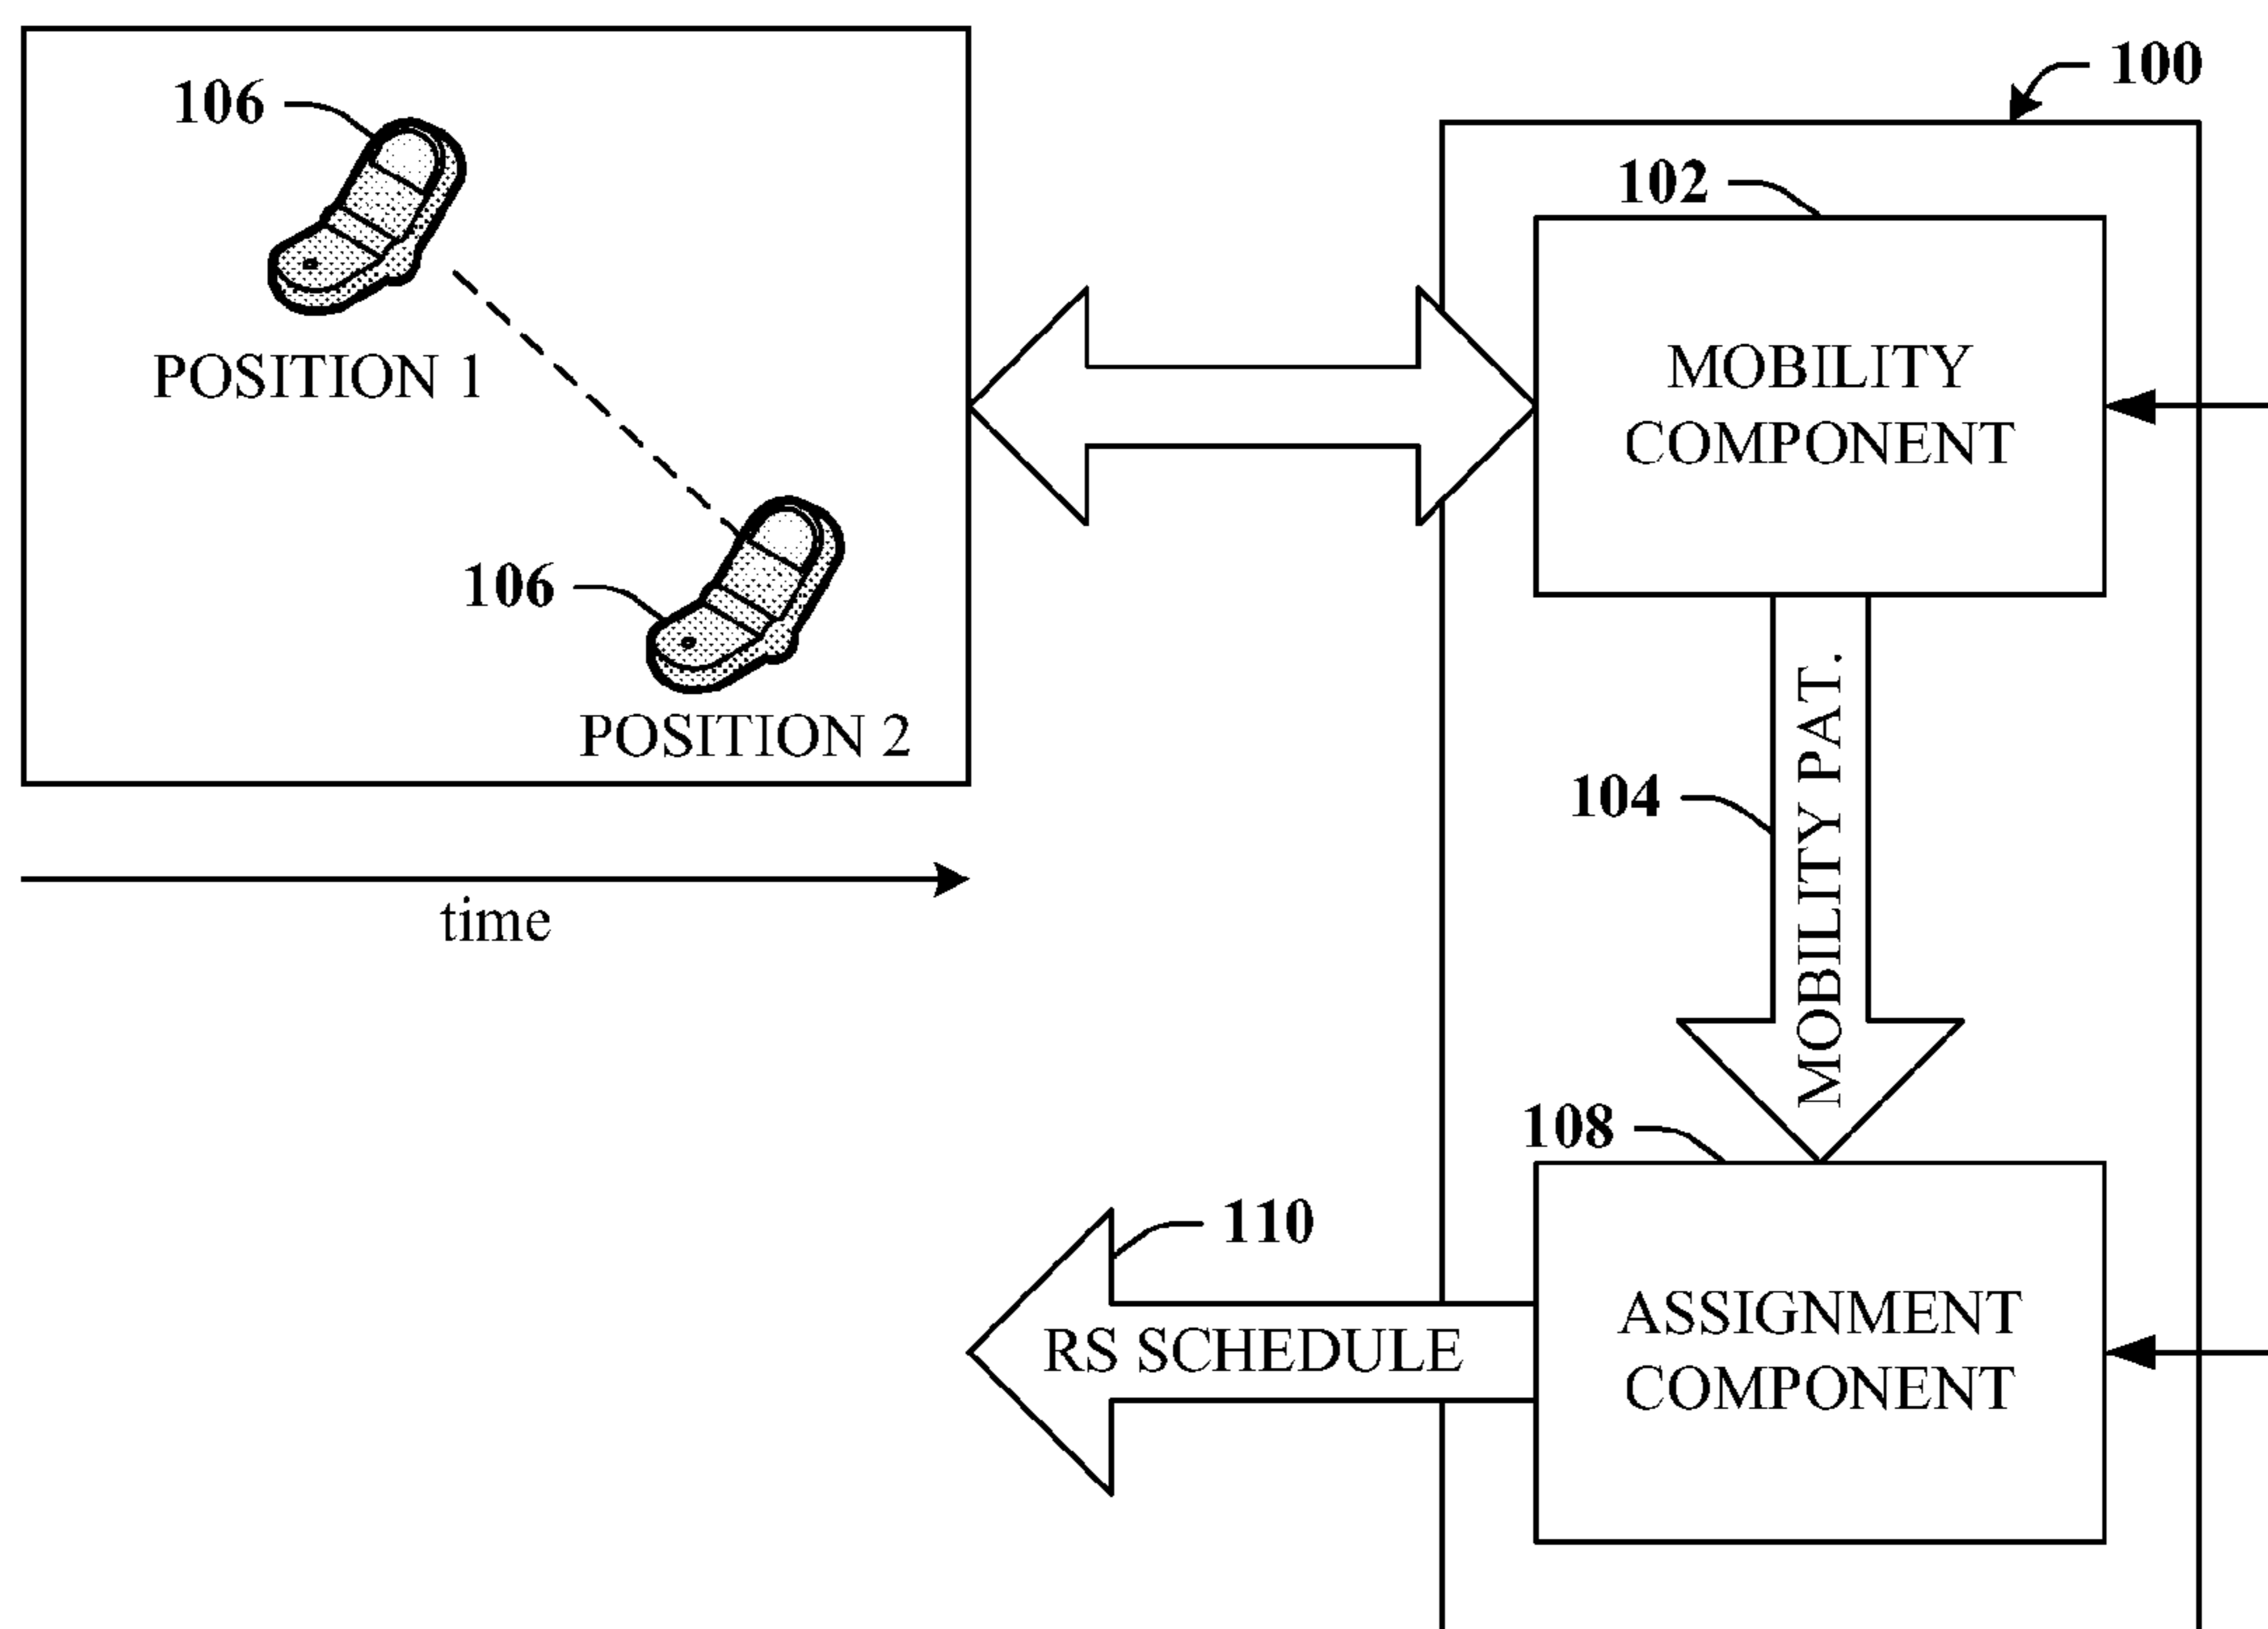 100
106
102
MOBILITY
COMPONENT
POSITION 1
106
POSITION 2
MOBILITY PAT.
104
time
108
110
RS SCHEDULE
ASSIGNMENT
COMPONENT